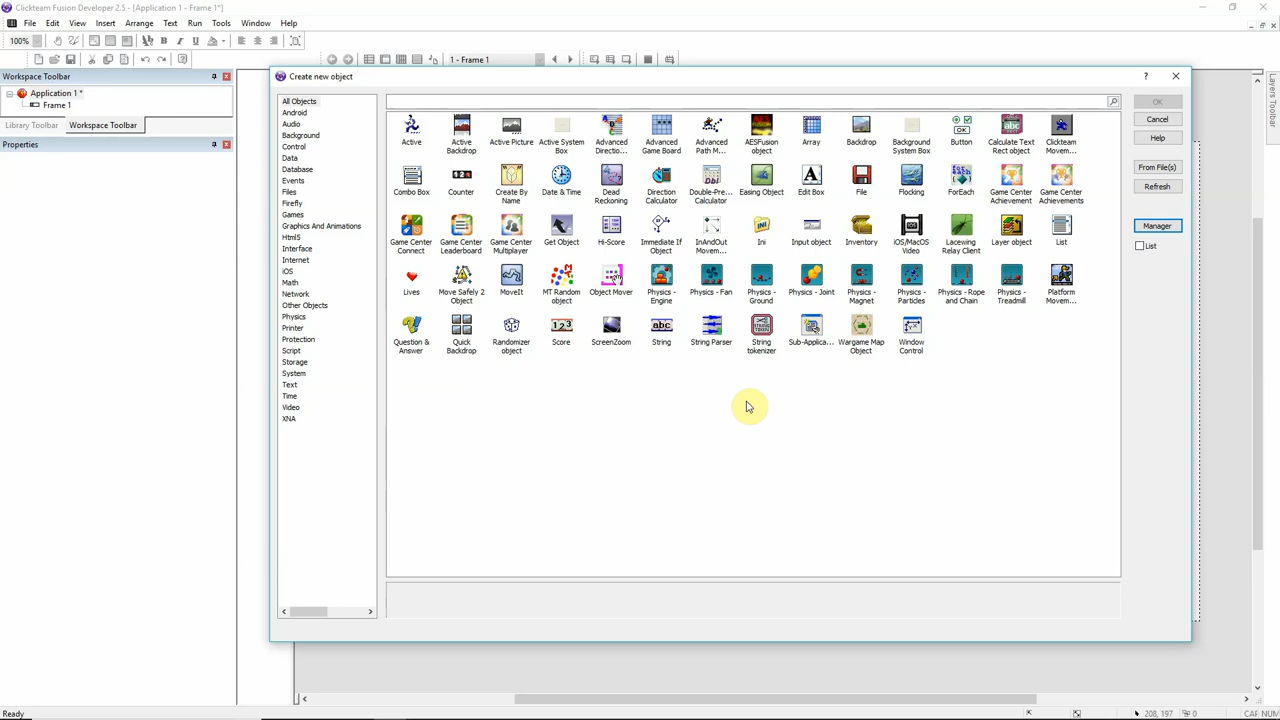 Clickteam Fusion Developer 2.5 - [Application 1 - Frame 1*]
File Edit View Insert Arrange Text Run Tools Window Help
100%
1 - Frame 1
Workspace Toolbar
Application 1 *
Frame 1
Library Toolbar Workspace Toolbar
Properties
Layers Toolbar
Create new object
?
All Objects
Android
Audio
Background
Control
Data
Database
Events
Files
Firefly
Games
Graphics And Animations
Html5
Interface
Internet
iOS
Math
Network
Other Objects
Physics
Printer
Protection
Script
Storage
System
Text
Time
Video
XNA
Active
Active Backdrop
Active Picture
Active System Box
Advanced Directio...
Advanced Game Board
Advanced Path M...
AESFusion object
Array
Backdrop
Background System Box
Button
Calculate Text Rect object
Clickteam Movem...
Combo Box
Counter
Create By Name
Date & Time
Dead Reckoning
Direction Calculator
Double-Pre... Calculator
Easing Object
Edit Box
File
Flocking
ForEach
Game Center Achievement
Game Center Achievements
Game Center Connect
Game Center Leaderboard
Game Center Multiplayer
Get Object
Hi-Score
Immediate If Object
InAndOut Movem...
Ini
Input object
Inventory
iOS/MacOS Video
Lacewing Relay Client
Layer object
List
Lives
Move Safely 2 Object
MoveIt
MT Random object
Object Mover
Physics - Engine
Physics - Fan
Physics - Ground
Physics - Joint
Physics - Magnet
Physics - Particles
Physics - Rope and Chain
Physics - Treadmill
Platform Movem...
Question & Answer
Quick Backdrop
Randomizer object
Score
ScreenZoom
String
String Parser
String tokenizer
Sub-Applica...
Wargame Map Object
Window Control
OK
Cancel
Help
From File(s)
Refresh
Manager
List
Ready
208, 197
0
CAP NUM